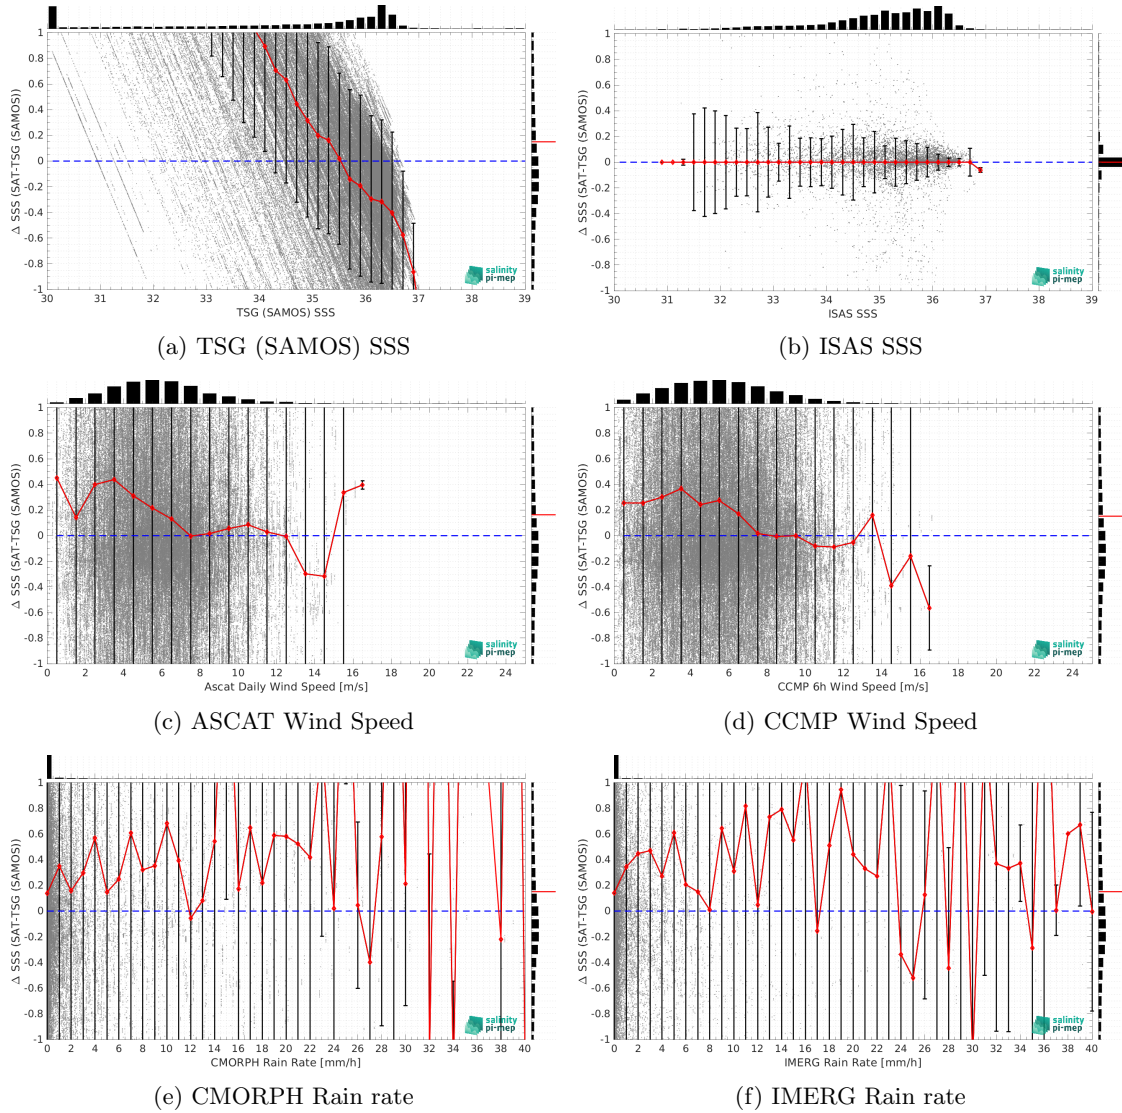 Δ SSS (SAT-TSG (SAMOS))
1
0.8
0.6
0.4
0.2
0
-0.2
-0.4
-0.6
-0.8
-1
30 31 32 33 34 35 36 37 38 39
TSG (SAMOS) SSS
salinity
pi-mep
(a) TSG (SAMOS) SSS
Δ SSS (SAT-TSG (SAMOS))
1
0.8
0.6
0.4
0.2
0
-0.2
-0.4
-0.6
-0.8
-1
30 31 32 33 34 35 36 37 38 39
ISAS SSS
salinity
pi-mep
(b) ISAS SSS
Δ SSS (SAT-TSG (SAMOS))
1
0.8
0.6
0.4
0.2
0
-0.2
-0.4
-0.6
-0.8
-1
0 2 4 6 8 10 12 14 16 18 20 22 24
Ascat Daily Wind Speed [m/s]
salinity
pi-mep
(c) ASCAT Wind Speed
Δ SSS (SAT-TSG (SAMOS))
1
0.8
0.6
0.4
0.2
0
-0.2
-0.4
-0.6
-0.8
-1
0 2 4 6 8 10 12 14 16 18 20 22 24
CCMP 6h Wind Speed [m/s]
salinity
pi-mep
(d) CCMP Wind Speed
Δ SSS (SAT-TSG (SAMOS))
1
0.8
0.6
0.4
0.2
0
-0.2
-0.4
-0.6
-0.8
-1
0 2 4 6 8 10 12 14 16 18 20 22 24 26 28 30 32 34 36 38 40
CMORPH Rain Rate [mm/h]
salinity
pi-mep
(e) CMORPH Rain rate
Δ SSS (SAT-TSG (SAMOS))
1
0.8
0.6
0.4
0.2
0
-0.2
-0.4
-0.6
-0.8
-1
0 2 4 6 8 10 12 14 16 18 20 22 24 26 28 30 32 34 36 38 40
IMERG Rain Rate [mm/h]
salinity
pi-mep
(f) IMERG Rain rate